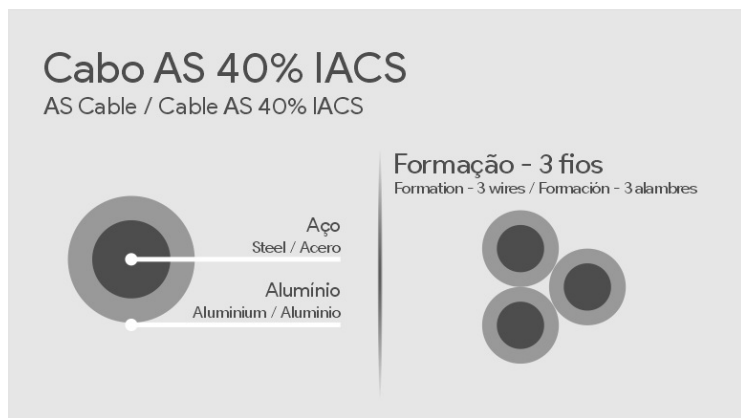 Cabo AS 40% IACS
AS Cable / Cable AS 40% IACS
Aço
Steel / Acero
Alumínio
Aluminium / Aluminio
Formação - 3 fios
Formation - 3 wires / Formación - 3 alambres